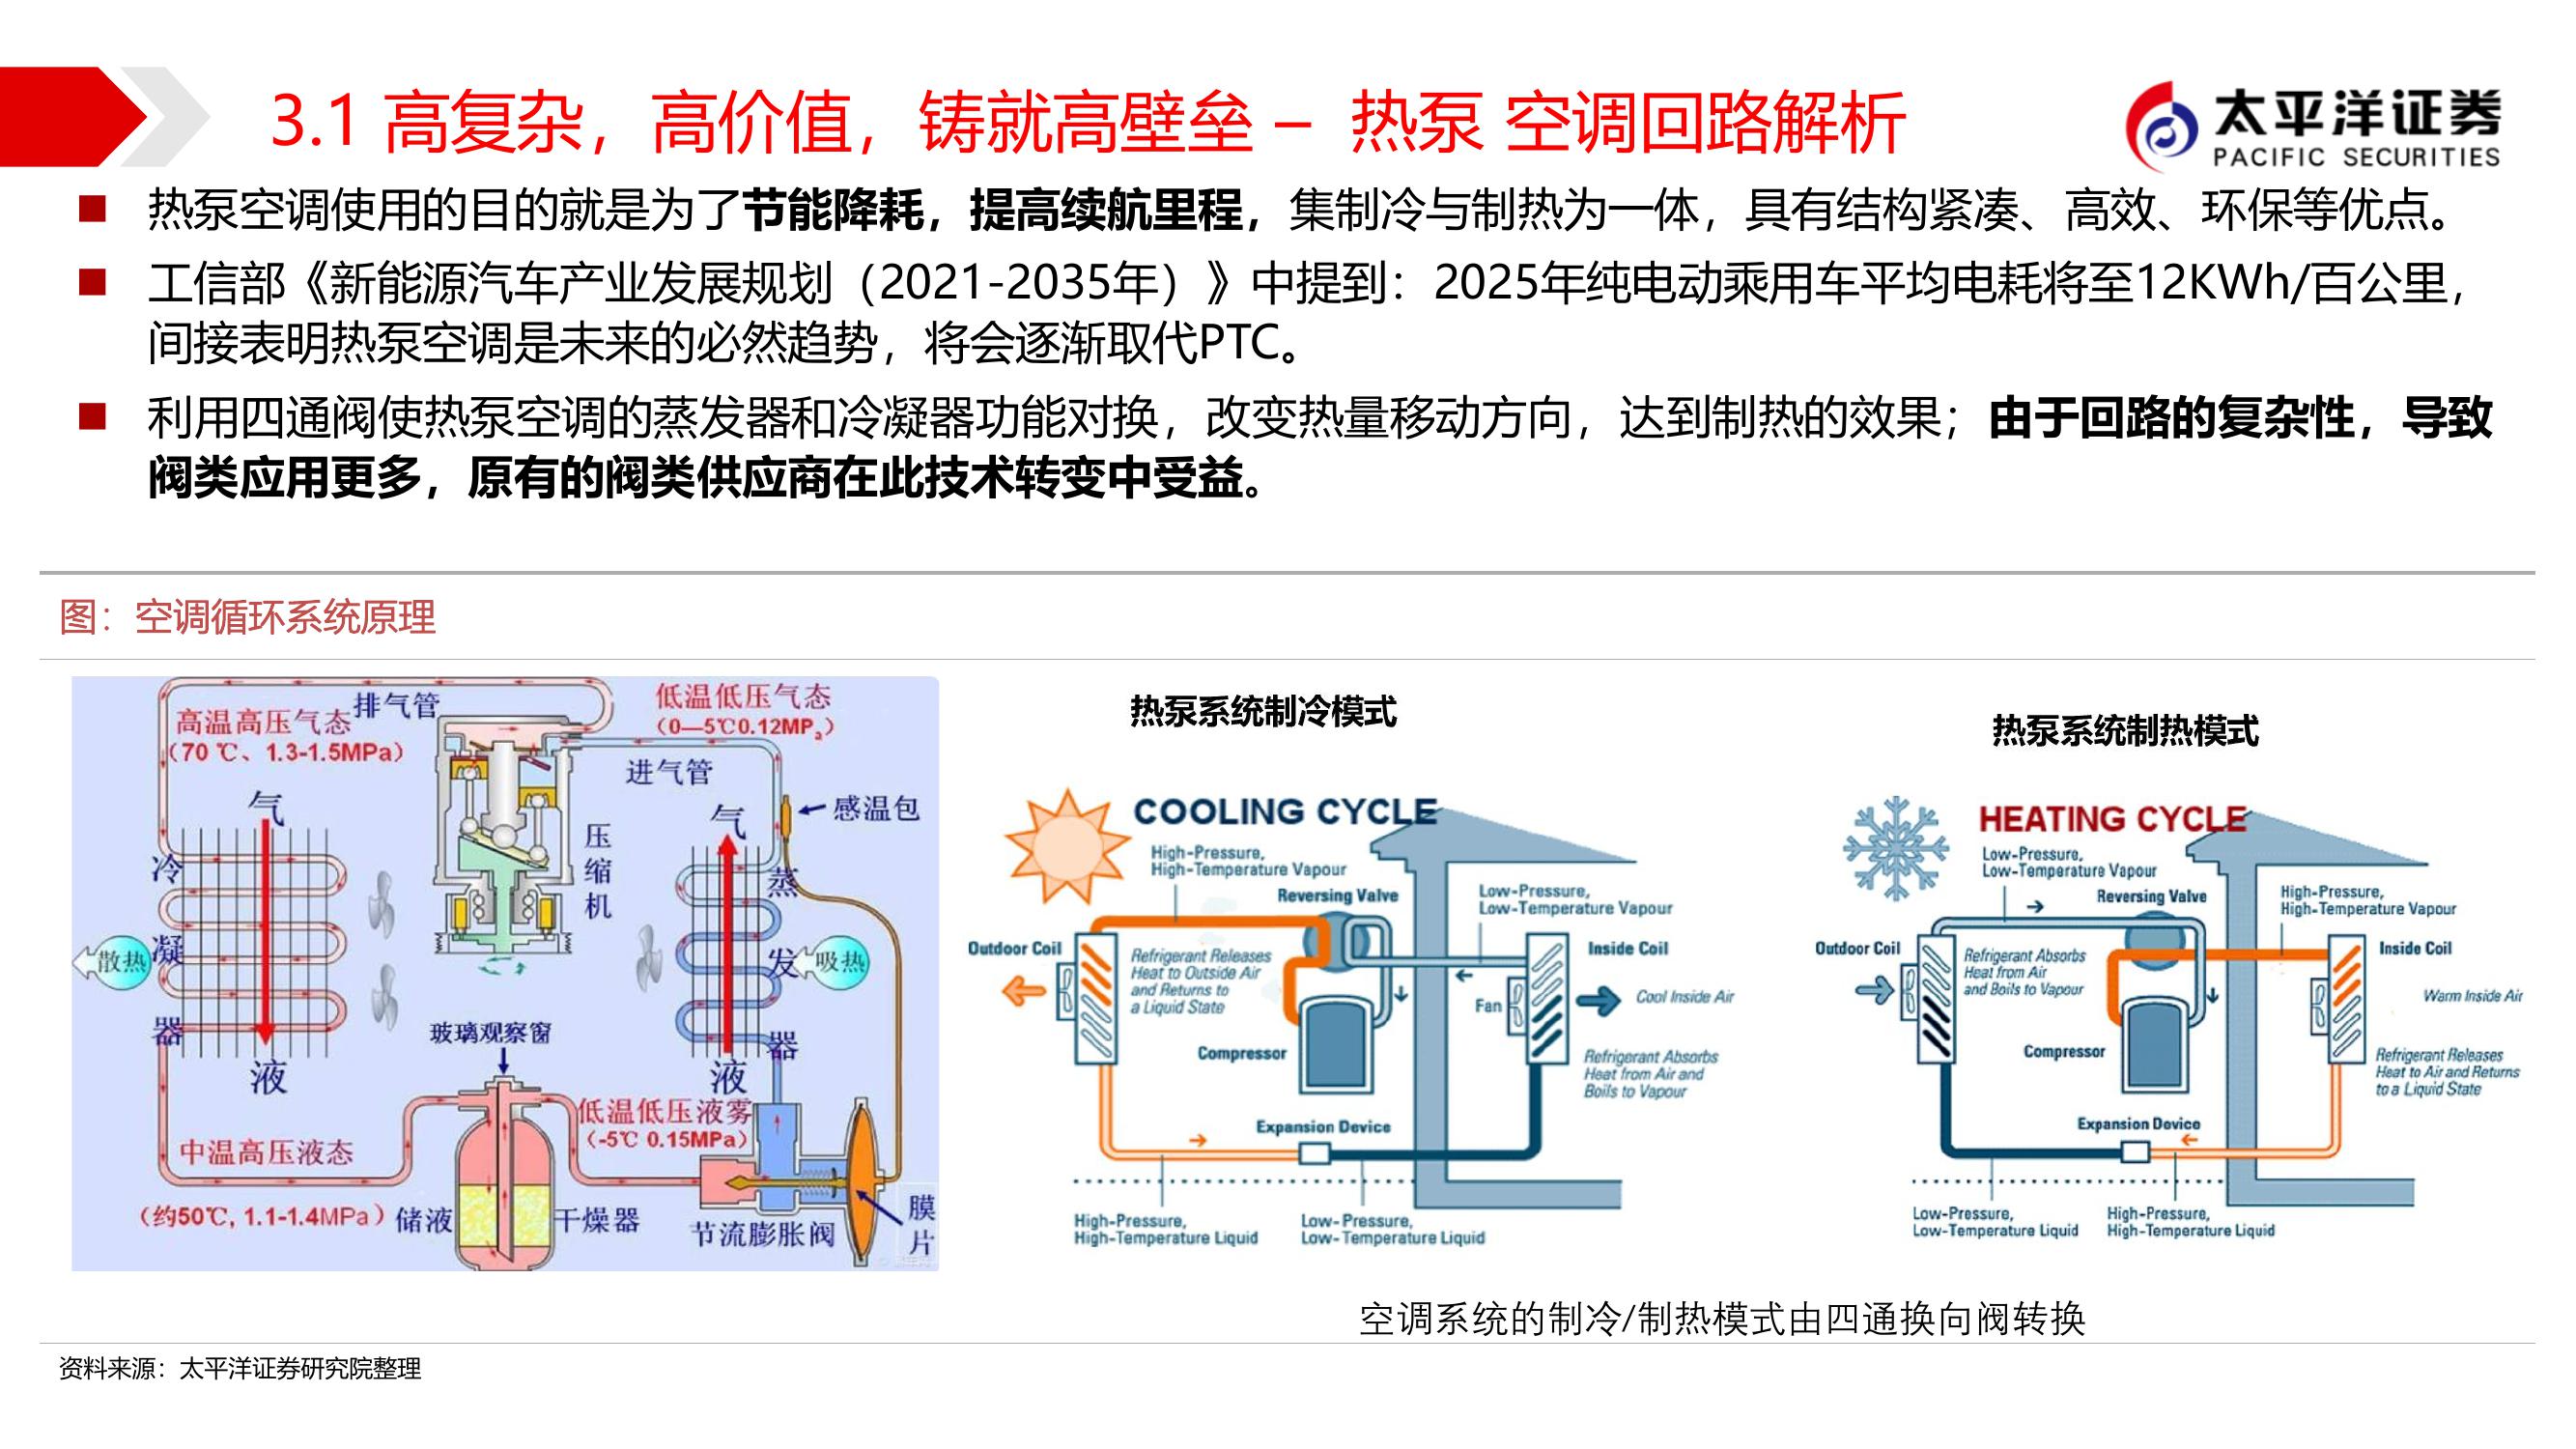 3.1 高复杂，高价值，铸就高壁垒 – 热泵 空调回路解析
太平洋证券
PACIFIC SECURITIES
热泵空调使用的目的就是为了节能降耗，提高续航里程，集制冷与制热为一体，具有结构紧凑、高效、环保等优点。
工信部《新能源汽车产业发展规划（2021-2035年）》中提到：2025年纯电动乘用车平均电耗将至12KWh/百公里，
间接表明热泵空调是未来的必然趋势，将会逐渐取代PTC。
利用四通阀使热泵空调的蒸发器和冷凝器功能对换，改变热量移动方向，达到制热的效果；由于回路的复杂性，导致
阀类应用更多，原有的阀类供应商在此技术转变中受益。
图：空调循环系统原理
排气管
高温高压气态
（70 ℃、1.3-1.5MPa）
低温低压气态
（0—5℃0.12MPa）
进气管
感温包
气
气
压缩机
冷凝器
蒸发器
散热
吸热
玻璃观察窗
液
液
低温低压液雾
（-5℃ 0.15MPa）
中温高压液态
（约50℃, 1.1-1.4MPa）
储液
干燥器
节流膨胀阀
膜片
热泵系统制冷模式
COOLING CYCLE
High-Pressure,
High-Temperature Vapour
Reversing Valve
Low-Pressure,
Low-Temperature Vapour
Outdoor Coil
Refrigerant Releases
Heat to Outside Air
and Returns to
a Liquid State
Inside Coil
Fan
Cool Inside Air
Compressor
Refrigerant Absorbs
Heat from Air and
Boils to Vapour
Expansion Device
High-Pressure,
High-Temperature Liquid
Low-Pressure,
Low-Temperature Liquid
热泵系统制热模式
HEATING CYCLE
Low-Pressure,
Low-Temperature Vapour
Reversing Valve
High-Pressure,
High-Temperature Vapour
Outdoor Coil
Refrigerant Absorbs
Heat from Air
and Boils to Vapour
Inside Coil
Warm Inside Air
Compressor
Refrigerant Releases
Heat to Air and Returns
to a Liquid State
Expansion Device
Low-Pressure,
Low-Temperature Liquid
High-Pressure,
High-Temperature Liquid
空调系统的制冷/制热模式由四通换向阀转换
资料来源：太平洋证券研究院整理